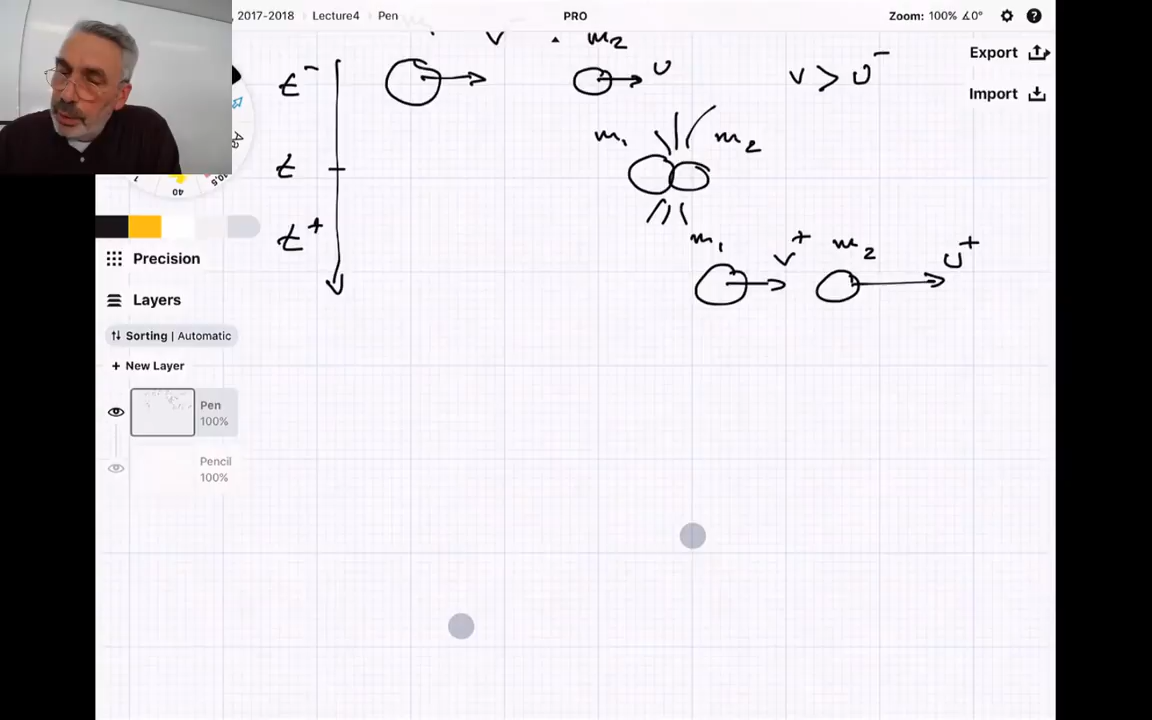 , 2017-2018 Lecture4 Pen PRO Zoom: 100% ∠0°
Export
Import
v m₂
t⁻ υ v > υ⁻
m₁ m₂
t
t⁺ m₁ v⁺ m₂ υ⁺
40
Precision
Layers
Sorting | Automatic
+ New Layer
Pen
100%
Pencil
100%